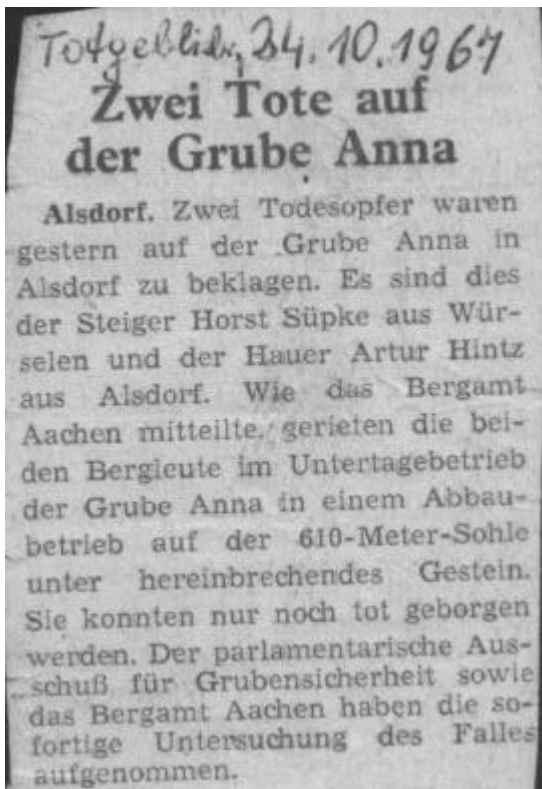 24.10.1967
Zwei Tote auf
der Grube Anna
Alsdorf. Zwei Todesopfer waren
gestern auf der Grube Anna in
Alsdorf zu beklagen. Es sind dies
der Steiger Horst Süpke aus Wür-
selen und der Hauer Artur Hintz
aus Alsdorf. Wie das Bergamt
Aachen mitteilte, gerieten die bei-
den Bergleute im Untertagebetrieb
der Grube Anna in einem Abbau-
betrieb auf der 610-Meter-Sohle
unter hereinbrechendes Gestein.
Sie konnten nur noch tot geborgen
werden. Der parlamentarische Aus-
schuß für Grubensicherheit sowie
das Bergamt Aachen haben die so-
fortige Untersuchung des Falles
aufgenommen.